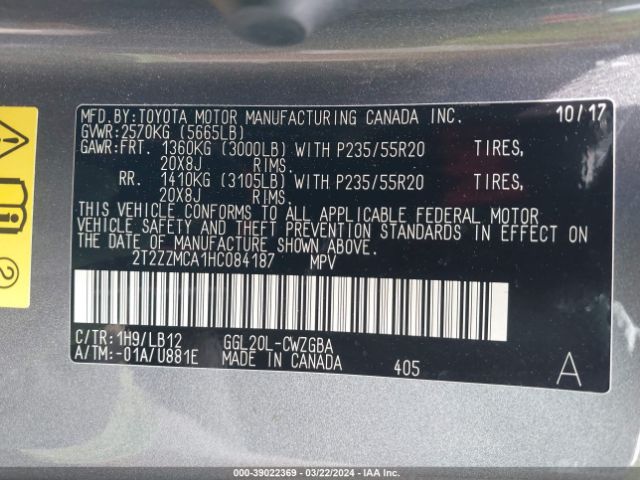 MFD.BY:TOYOTA MOTOR MANUFACTURING CANADA INC. 10/17
GVWR:2570KG (5665LB)
GAWR:FRT. 1360KG (3000LB) WITH P235/55R20 TIRES,
20X8J RIMS.
RR. 1410KG (3105LB) WITH P235/55R20 TIRES,
20X8J RIMS.
THIS VEHICLE CONFORMS TO ALL APPLICABLE FEDERAL MOTOR
VEHICLE SAFETY AND THEFT PREVENTION STANDARDS IN EFFECT ON
THE DATE OF MANUFACTURE SHOWN ABOVE.
2T2ZZMCA1HC084187 MPV
C/TR:1H9/LB12 GGL20L-CWZGBA
A/TM:-01A/U881E MADE IN CANADA 405 A
2
000-39022369 - 03/22/2024 - IAA Inc.